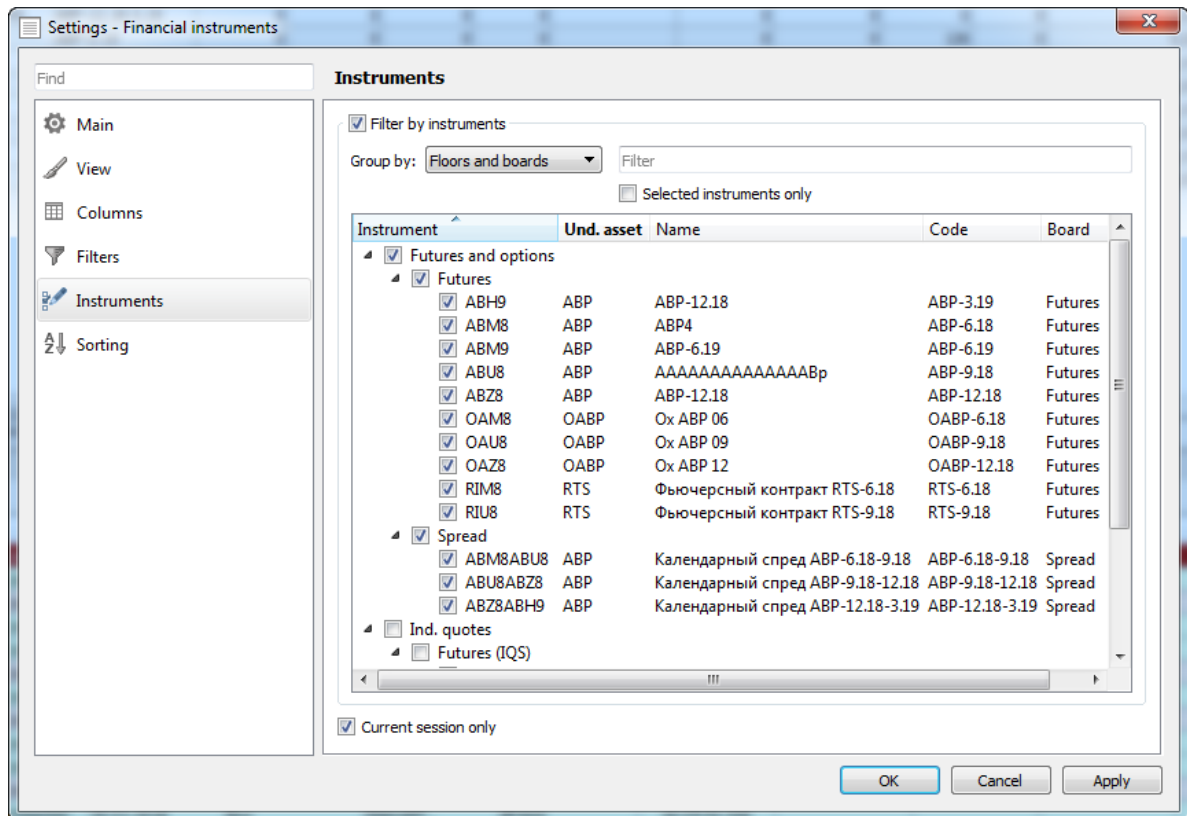 Settings - Financial instruments
Find
Instruments
Main
View
Columns
Filters
Instruments
Sorting
Filter by instruments
Group by: Floors and boards Filter
Selected instruments only
Instrument Und. asset Name Code Board
Futures and options
Futures
ABH9 ABP ABP-12.18 ABP-3.19 Futures
ABM8 ABP ABP4 ABP-6.18 Futures
ABM9 ABP ABP-6.19 ABP-6.19 Futures
ABU8 ABP AAAAAAAAAAAAAABp ABP-9.18 Futures
ABZ8 ABP ABP-12.18 ABP-12.18 Futures
OAM8 OABP Ox ABP 06 OABP-6.18 Futures
OAU8 OABP Ox ABP 09 OABP-9.18 Futures
OAZ8 OABP Ox ABP 12 OABP-12.18 Futures
RIM8 RTS Фьючерсный контракт RTS-6.18 RTS-6.18 Futures
RIU8 RTS Фьючерсный контракт RTS-9.18 RTS-9.18 Futures
Spread
ABM8ABU8 ABP Календарный спред ABP-6.18-9.18 ABP-6.18-9.18 Spread
ABU8ABZ8 ABP Календарный спред ABP-9.18-12.18 ABP-9.18-12.18 Spread
ABZ8ABH9 ABP Календарный спред ABP-12.18-3.19 ABP-12.18-3.19 Spread
Ind. quotes
Futures (IQS)
Current session only
OK Cancel Apply